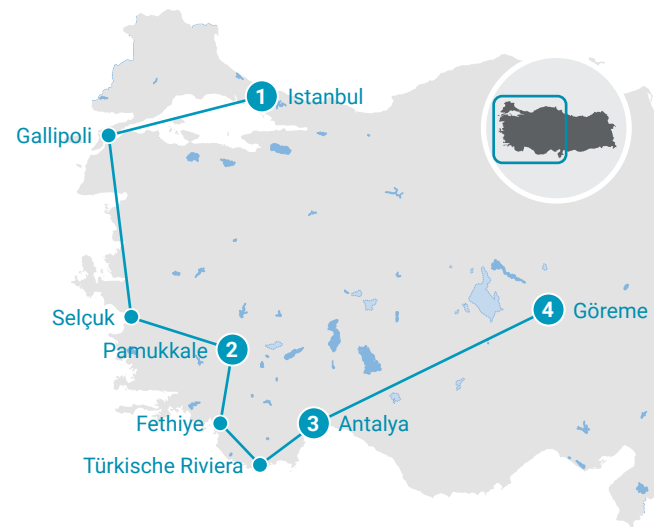 1 Istanbul
Gallipoli
Selçuk
4 Göreme
Pamukkale 2
Fethiye
3 Antalya
Türkische Riviera